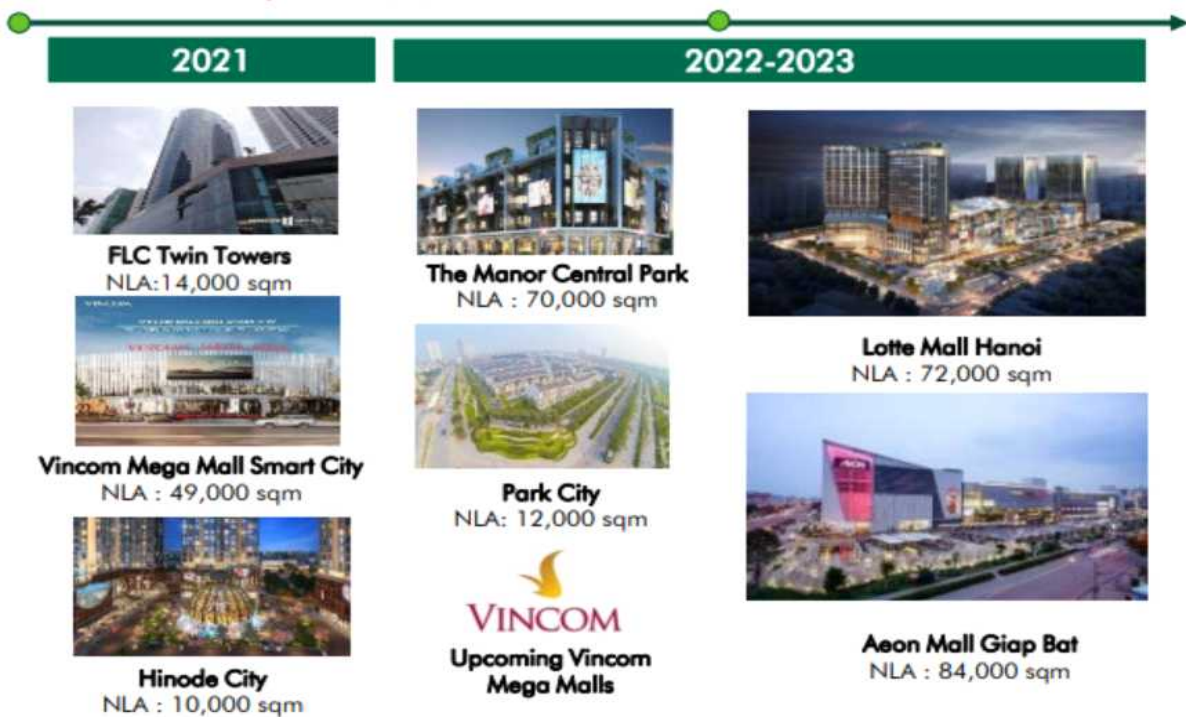 2021
2022-2023
FLC Twin Towers
NLA:14,000 sqm
Vincom Mega Mall Smart City
NLA : 49,000 sqm
Hinode City
NLA : 10,000 sqm
The Manor Central Park
NLA : 70,000 sqm
Park City
NLA: 12,000 sqm
VINCOM
Upcoming Vincom
Mega Malls
Lotte Mall Hanoi
NLA : 72,000 sqm
AEON
Aeon Mall Giap Bat
NLA : 84,000 sqm